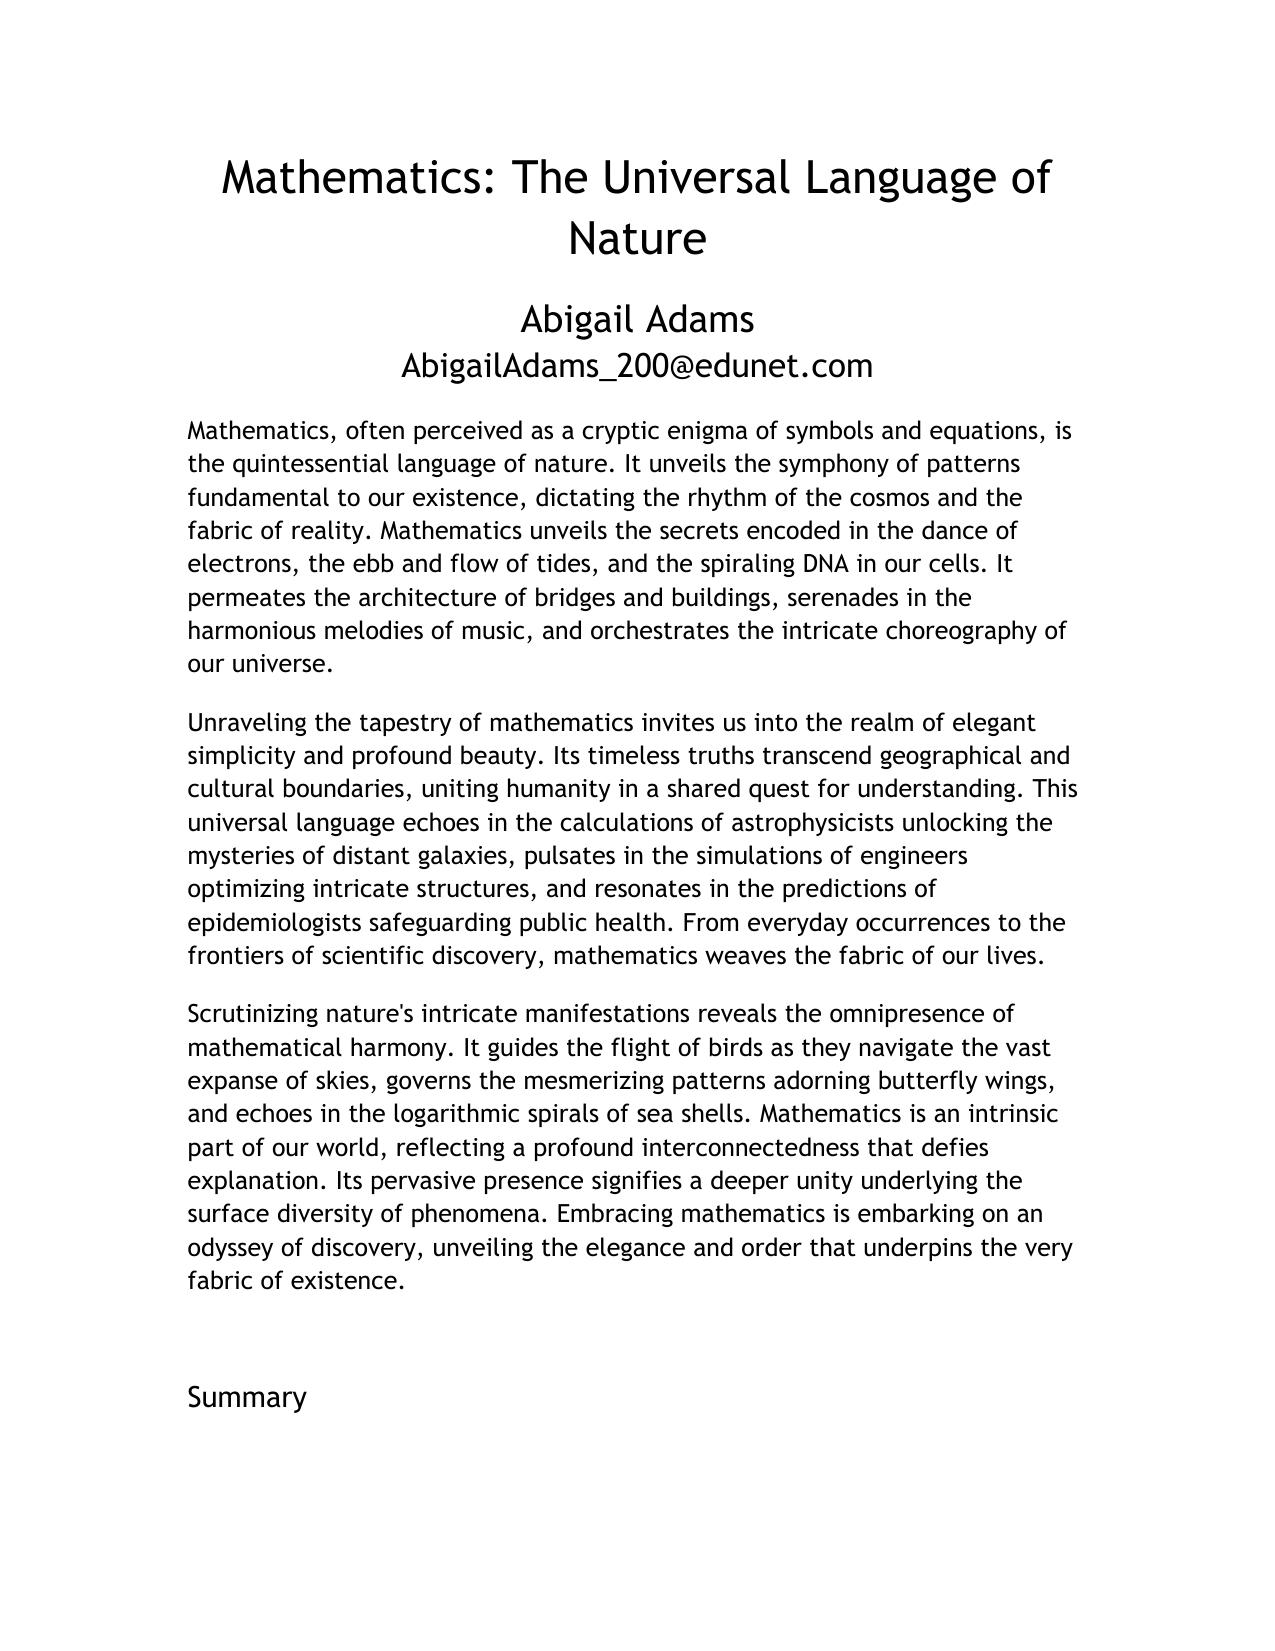 Mathematics: The Universal Language of
Nature
Abigail Adams
AbigailAdams_200@edunet.com
Mathematics, often perceived as a cryptic enigma of symbols and equations, is
the quintessential language of nature. It unveils the symphony of patterns
fundamental to our existence, dictating the rhythm of the cosmos and the
fabric of reality. Mathematics unveils the secrets encoded in the dance of
electrons, the ebb and flow of tides, and the spiraling DNA in our cells. It
permeates the architecture of bridges and buildings, serenades in the
harmonious melodies of music, and orchestrates the intricate choreography of
our universe.
Unraveling the tapestry of mathematics invites us into the realm of elegant
simplicity and profound beauty. Its timeless truths transcend geographical and
cultural boundaries, uniting humanity in a shared quest for understanding. This
universal language echoes in the calculations of astrophysicists unlocking the
mysteries of distant galaxies, pulsates in the simulations of engineers
optimizing intricate structures, and resonates in the predictions of
epidemiologists safeguarding public health. From everyday occurrences to the
frontiers of scientific discovery, mathematics weaves the fabric of our lives.
Scrutinizing nature's intricate manifestations reveals the omnipresence of
mathematical harmony. It guides the flight of birds as they navigate the vast
expanse of skies, governs the mesmerizing patterns adorning butterfly wings,
and echoes in the logarithmic spirals of sea shells. Mathematics is an intrinsic
part of our world, reflecting a profound interconnectedness that defies
explanation. Its pervasive presence signifies a deeper unity underlying the
surface diversity of phenomena. Embracing mathematics is embarking on an
odyssey of discovery, unveiling the elegance and order that underpins the very
fabric of existence.
Summary